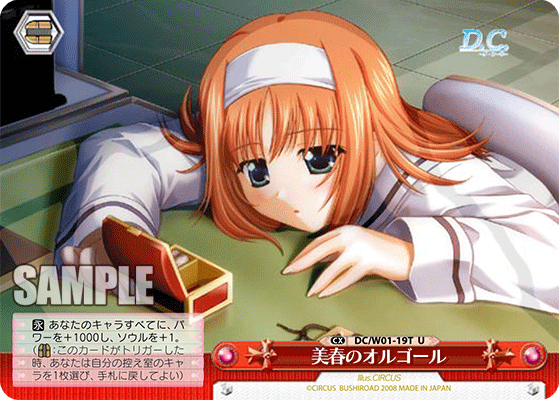 D.C.
SAMPLE
永 あなたのキャラすべてに、パ
ワーを+1000し、ソウルを+1。
( :このカードがトリガーした
時、あなたは自分の控え室のキャ
ラを1枚選び、手札に戻してよい)
CX DC/W01-19T U
美春のオルゴール
Illus.CIRCUS
©CIRCUS BUSHIROAD 2008 MADE IN JAPAN